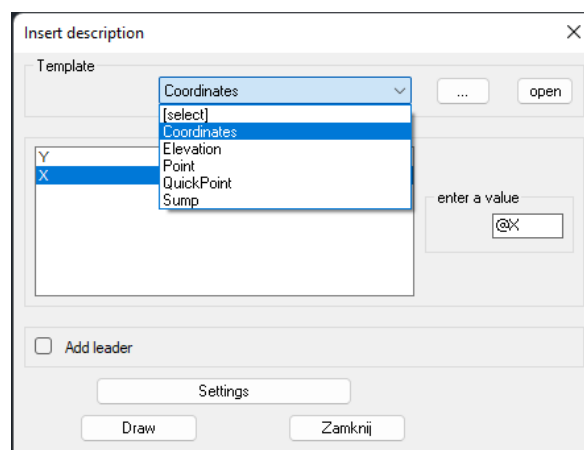 Insert description
Template
Coordinates
...
open
[select]
Coordinates
Elevation
Point
QuickPoint
Sump
Y
X
enter a value
@X
Add leader
Settings
Draw
Zamknij